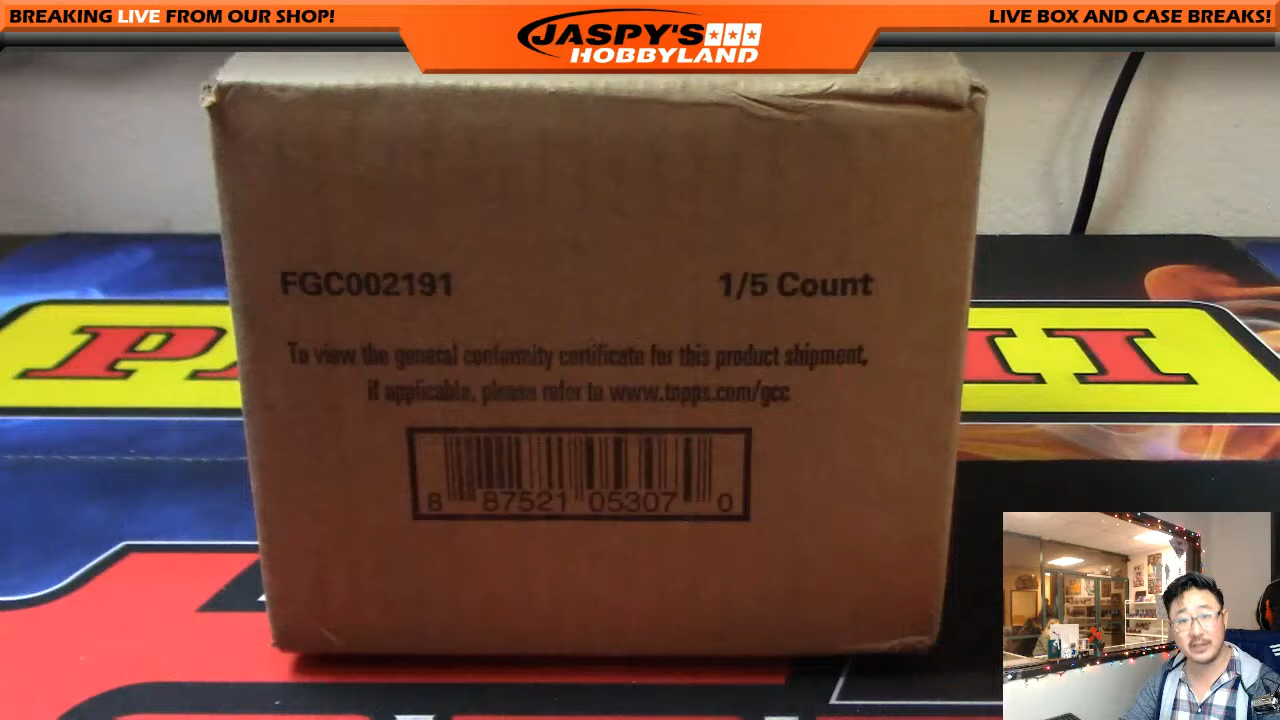 BREAKING LIVE FROM OUR SHOP!
JASPY'S
HOBBYLAND
LIVE BOX AND CASE BREAKS!
FGC002191
1/5 Count
To view the general conformity certificate for this product shipment,
if applicable, please refer to www.topps.com/gcc
8 87521 05307 0